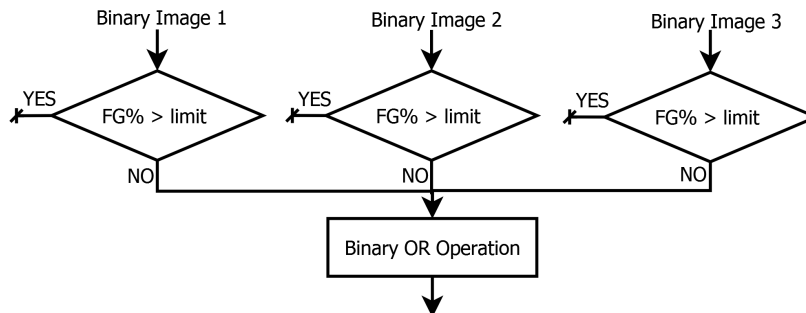 Binary Image 1
Binary Image 2
Binary Image 3
YES
FG% > limit
YES
FG% > limit
YES
FG% > limit
NO
NO
NO
Binary OR Operation